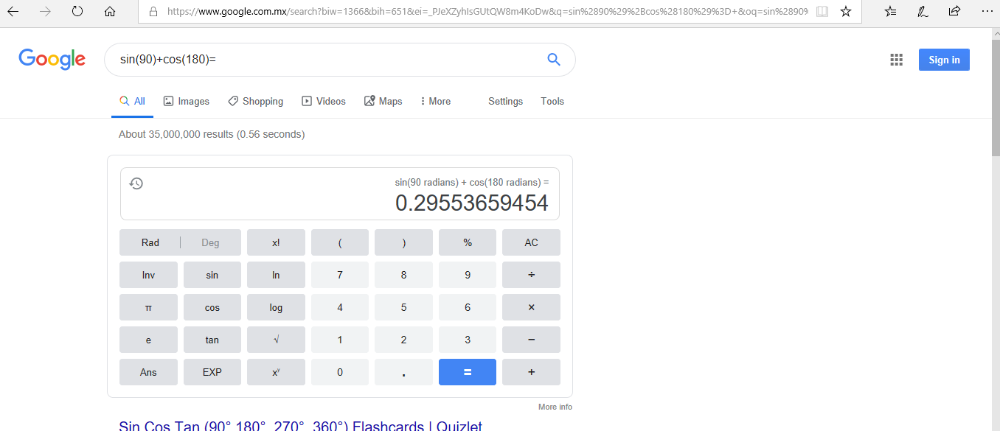 https://www.google.com.mx/search?biw=1366&bih=651&ei=_PJeXZyhIsGUtQW8m4KoDw&q=sin%2890%29%2Bcos%28180%29%3D+&oq=sin%2890%
Google
sin(90)+cos(180)=
Sign in
All Images Shopping Videos Maps More Settings Tools
About 35,000,000 results (0.56 seconds)
sin(90 radians) + cos(180 radians) =
0.29553659454
Rad | Deg x! ( ) % AC
Inv sin ln 7 8 9 ÷
π cos log 4 5 6 ×
e tan √ 1 2 3 −
Ans EXP xʸ 0 . = +
More info
Sin Cos Tan (90° 180°, 270°, 360°) Flashcards | Quizlet